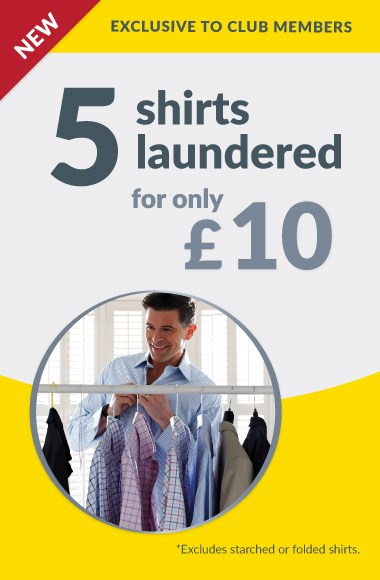 NEW
EXCLUSIVE TO CLUB MEMBERS
5 shirts
laundered
for only
£10
*Excludes starched or folded shirts.